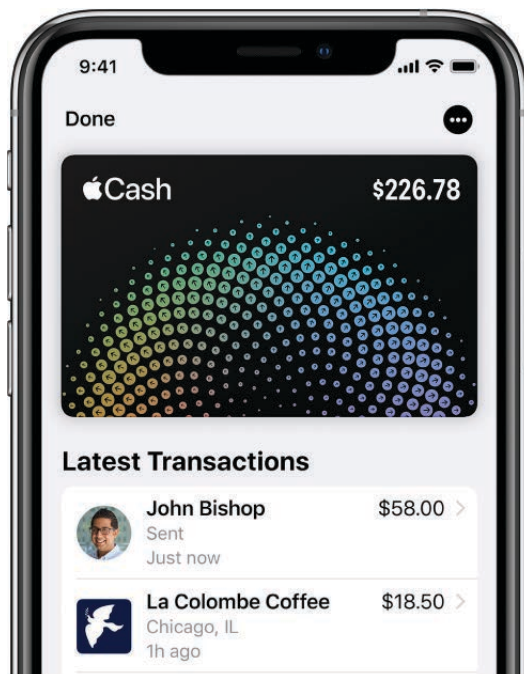 9:41
Done
Cash
$226.78
Latest Transactions
John Bishop
$58.00
Sent
Just now
La Colombe Coffee
$18.50
Chicago, IL
1h ago